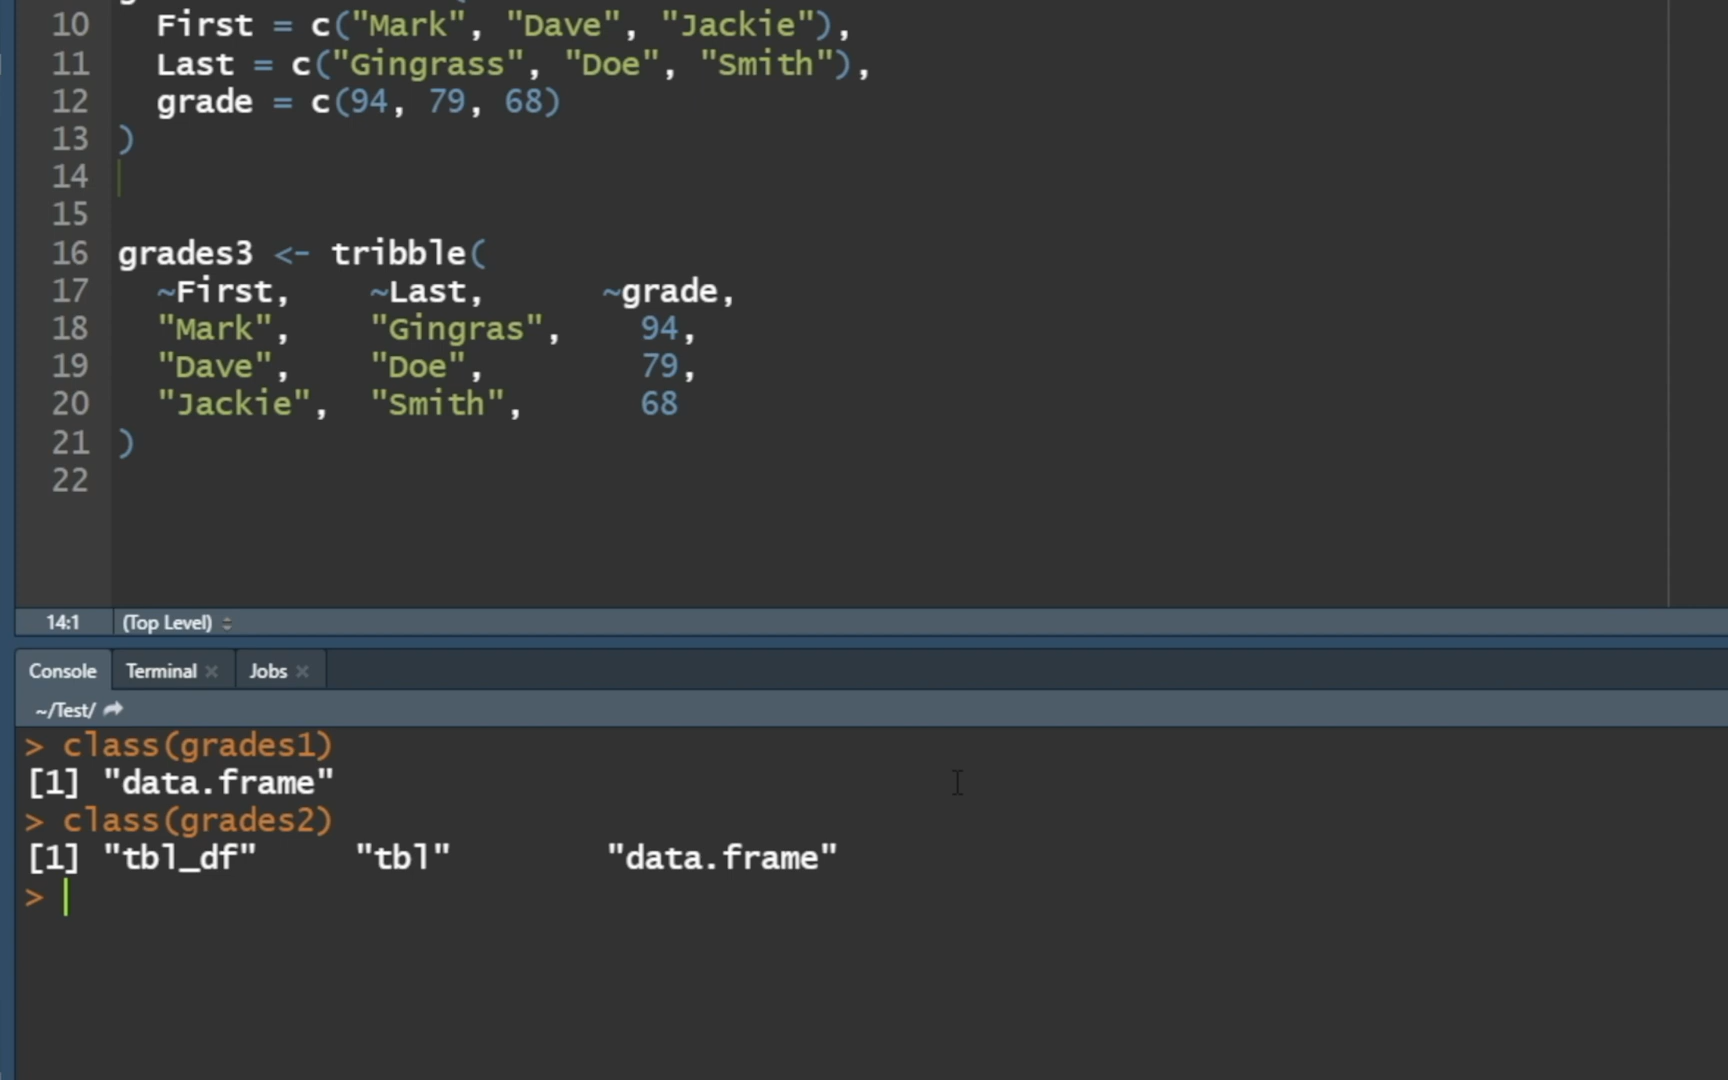 10 First = c("Mark", "Dave", "Jackie"),
11 Last = c("Gingrass", "Doe", "Smith"),
12 grade = c(94, 79, 68)
13 )
14
15
16 grades3 <- tribble(
17 ~First, ~Last, ~grade,
18 "Mark", "Gingras", 94,
19 "Dave", "Doe", 79,
20 "Jackie", "Smith", 68
21 )
22
14:1 (Top Level)
Console Terminal Jobs
~/Test/
> class(grades1)
[1] "data.frame"
> class(grades2)
[1] "tbl_df" "tbl" "data.frame"
>